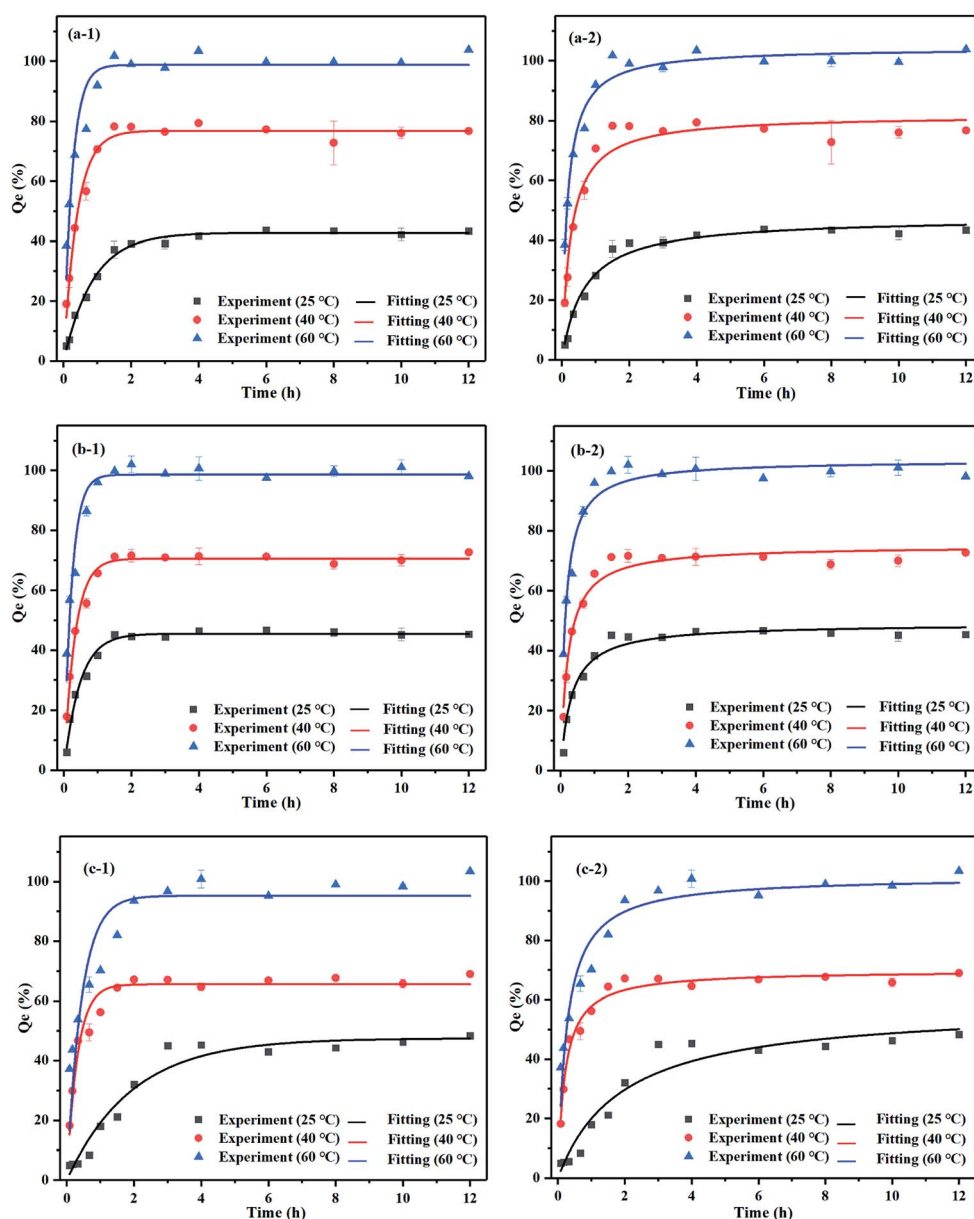 (a-1)
100
80
60
40
20
0
Qe (%)
Experiment (25 °C) Fitting (25 °C)
Experiment (40 °C) Fitting (40 °C)
Experiment (60 °C) Fitting (60 °C)
0 2 4 6 8 10 12
Time (h)
(a-2)
100
80
60
40
20
0
Qe (%)
Experiment (25 °C) Fitting (25 °C)
Experiment (40 °C) Fitting (40 °C)
Experiment (60 °C) Fitting (60 °C)
0 2 4 6 8 10 12
Time (h)
(b-1)
100
80
60
40
20
0
Qe (%)
Experiment (25 °C) Fitting (25 °C)
Experiment (40 °C) Fitting (40 °C)
Experiment (60 °C) Fitting (60 °C)
0 2 4 6 8 10 12
Time (h)
(b-2)
100
80
60
40
20
0
Qe (%)
Experiment (25 °C) Fitting (25 °C)
Experiment (40 °C) Fitting (40 °C)
Experiment (60 °C) Fitting (60 °C)
0 2 4 6 8 10 12
Time (h)
(c-1)
100
80
60
40
20
0
Qe (%)
Experiment (25 °C) Fitting (25 °C)
Experiment (40 °C) Fitting (40 °C)
Experiment (60 °C) Fitting (60 °C)
0 2 4 6 8 10 12
Time (h)
(c-2)
100
80
60
40
20
0
Qe (%)
Experiment (25 °C) Fitting (25 °C)
Experiment (40 °C) Fitting (40 °C)
Experiment (60 °C) Fitting (60 °C)
0 2 4 6 8 10 12
Time (h)